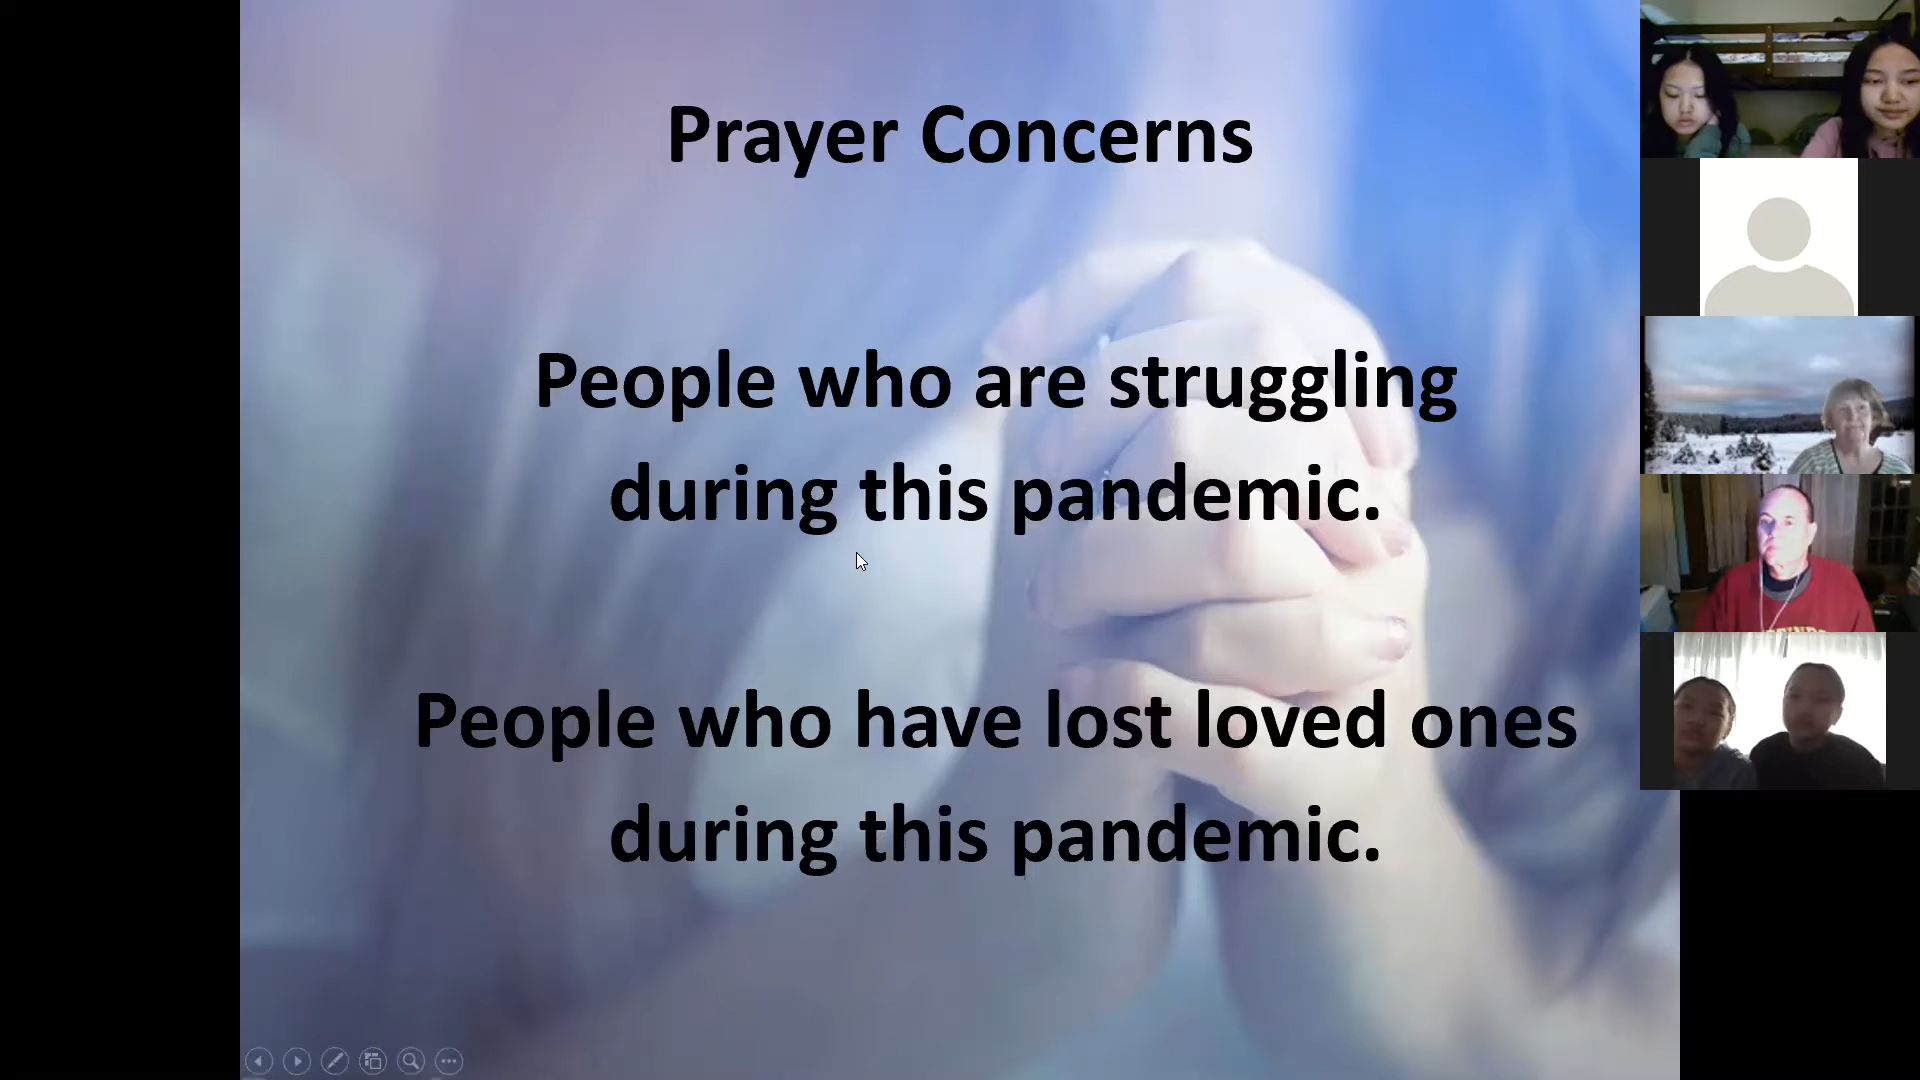 Prayer Concerns
People who are struggling
during this pandemic.
People who have lost loved ones
during this pandemic.